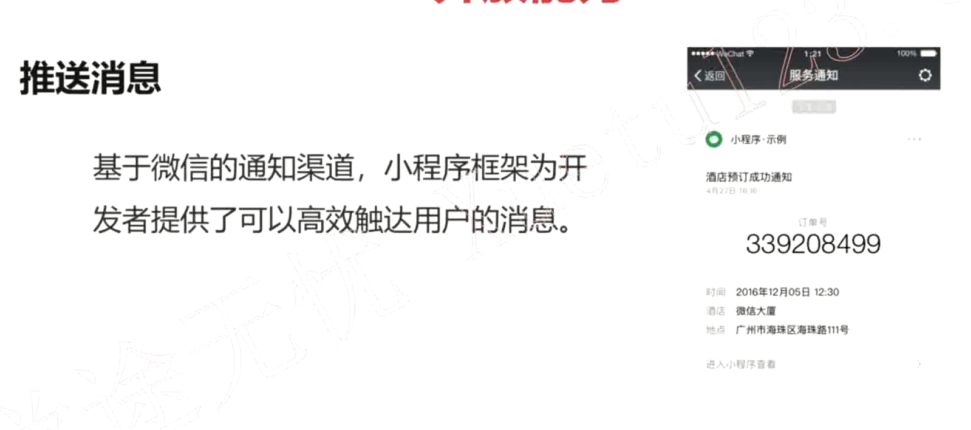 推送消息
基于微信的通知渠道，小程序框架为开
发者提供了可以高效触达用户的消息。
WeChat 1:21 100%
返回 服务通知
小程序·示例
酒店预订成功通知
4月27日 16:16
订单号
339208499
时间 2016年12月05日 12:30
酒店 微信大厦
地点 广州市海珠区海珠路111号
进入小程序查看